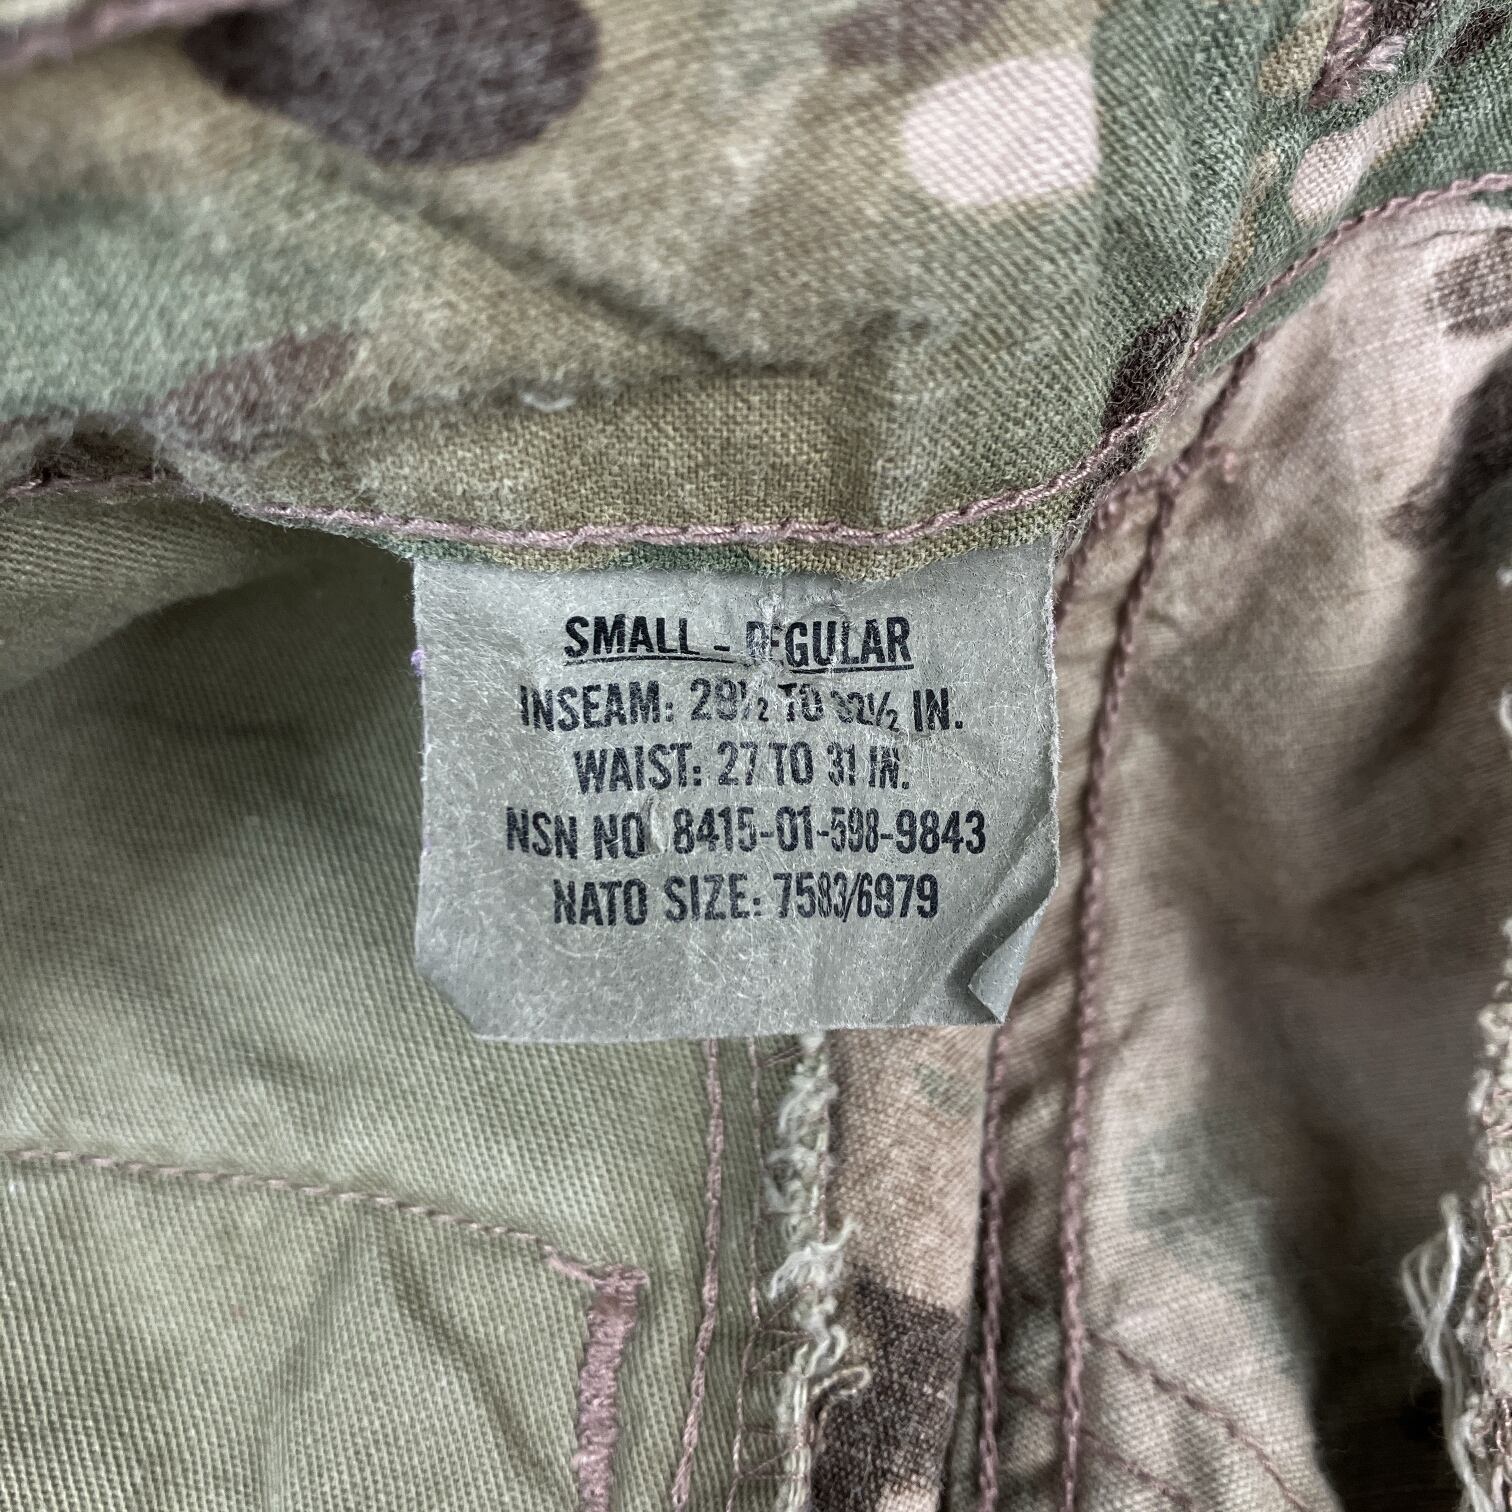 SMALL - REGULAR
INSEAM: 29½ TO 32½ IN.
WAIST: 27 TO 31 IN.
NSN NO 8415-01-598-9843
NATO SIZE: 7583/6979